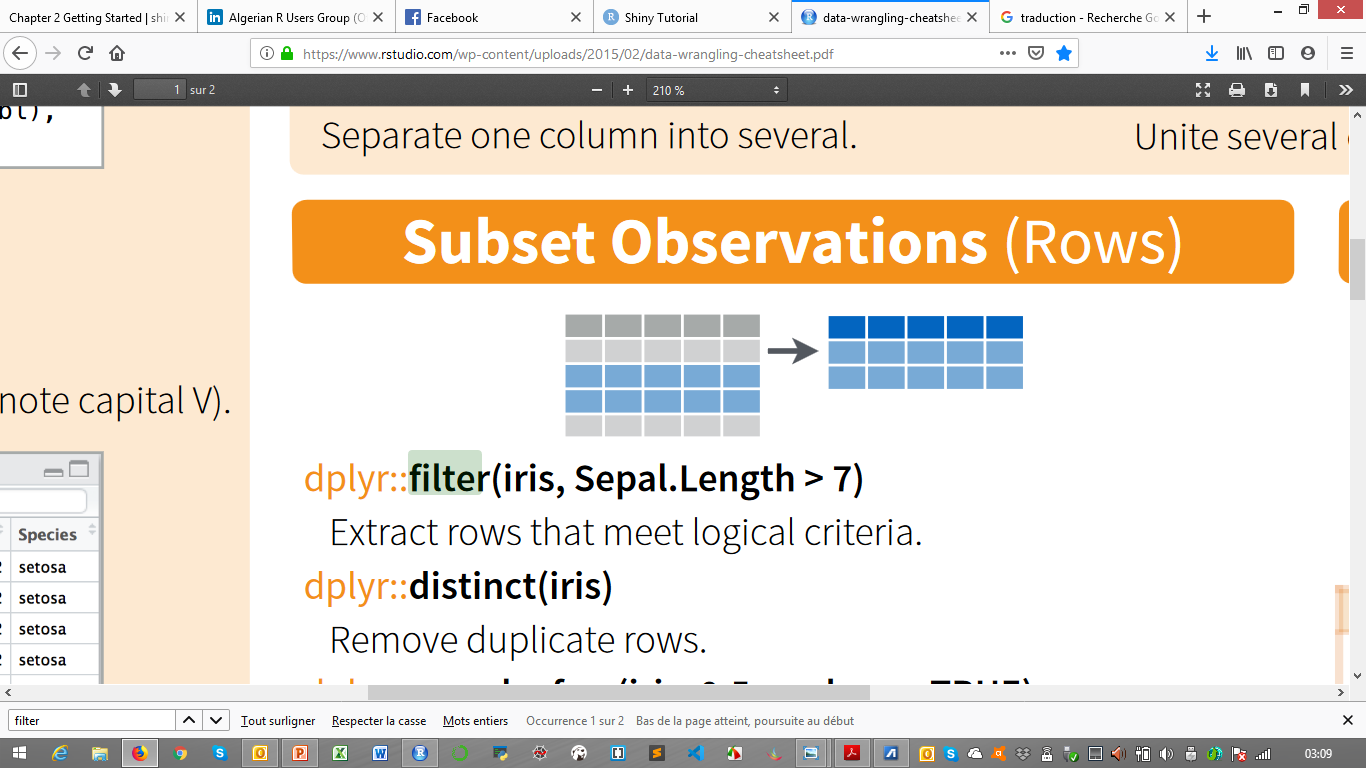 Chapter 2 Getting Started | shi
Algerian R Users Group (O
Facebook
Shiny Tutorial
data-wrangling-cheatshee
traduction - Recherche Go
https://www.rstudio.com/wp-content/uploads/2015/02/data-wrangling-cheatsheet.pdf
1 sur 2
210 %
Separate one column into several.
Unite several
Subset Observations (Rows)
note capital V).
dplyr::filter(iris, Sepal.Length > 7)
Extract rows that meet logical criteria.
Species
setosa
setosa
setosa
setosa
dplyr::distinct(iris)
Remove duplicate rows.
filter
Tout surligner
Respecter la casse
Mots entiers
Occurrence 1 sur 2
Bas de la page atteint, poursuite au début
03:09